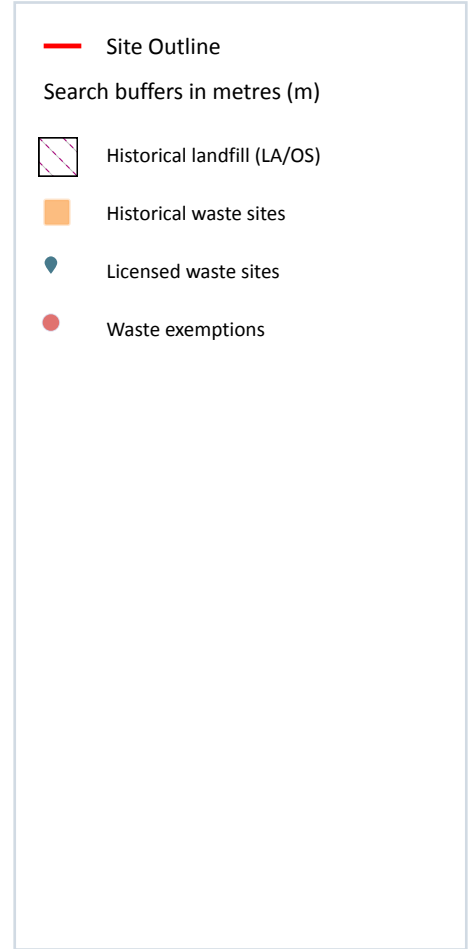 Site Outline
Search buffers in metres (m)
Historical landfill (LA/OS)
Historical waste sites
Licensed waste sites
Waste exemptions